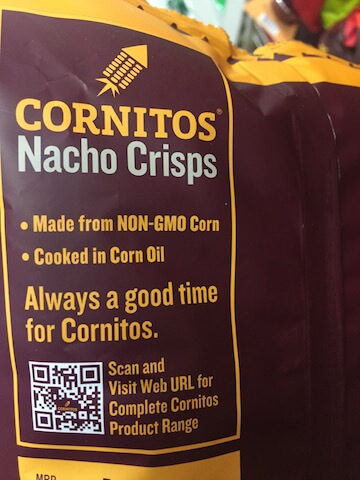 CORNITOS®
Nacho Crisps
• Made from NON-GMO Corn
• Cooked in Corn Oil
Always a good time
for Cornitos.
CORNITOS
Scan and
Visit Web URL for
Complete Cornitos
Product Range
MRP